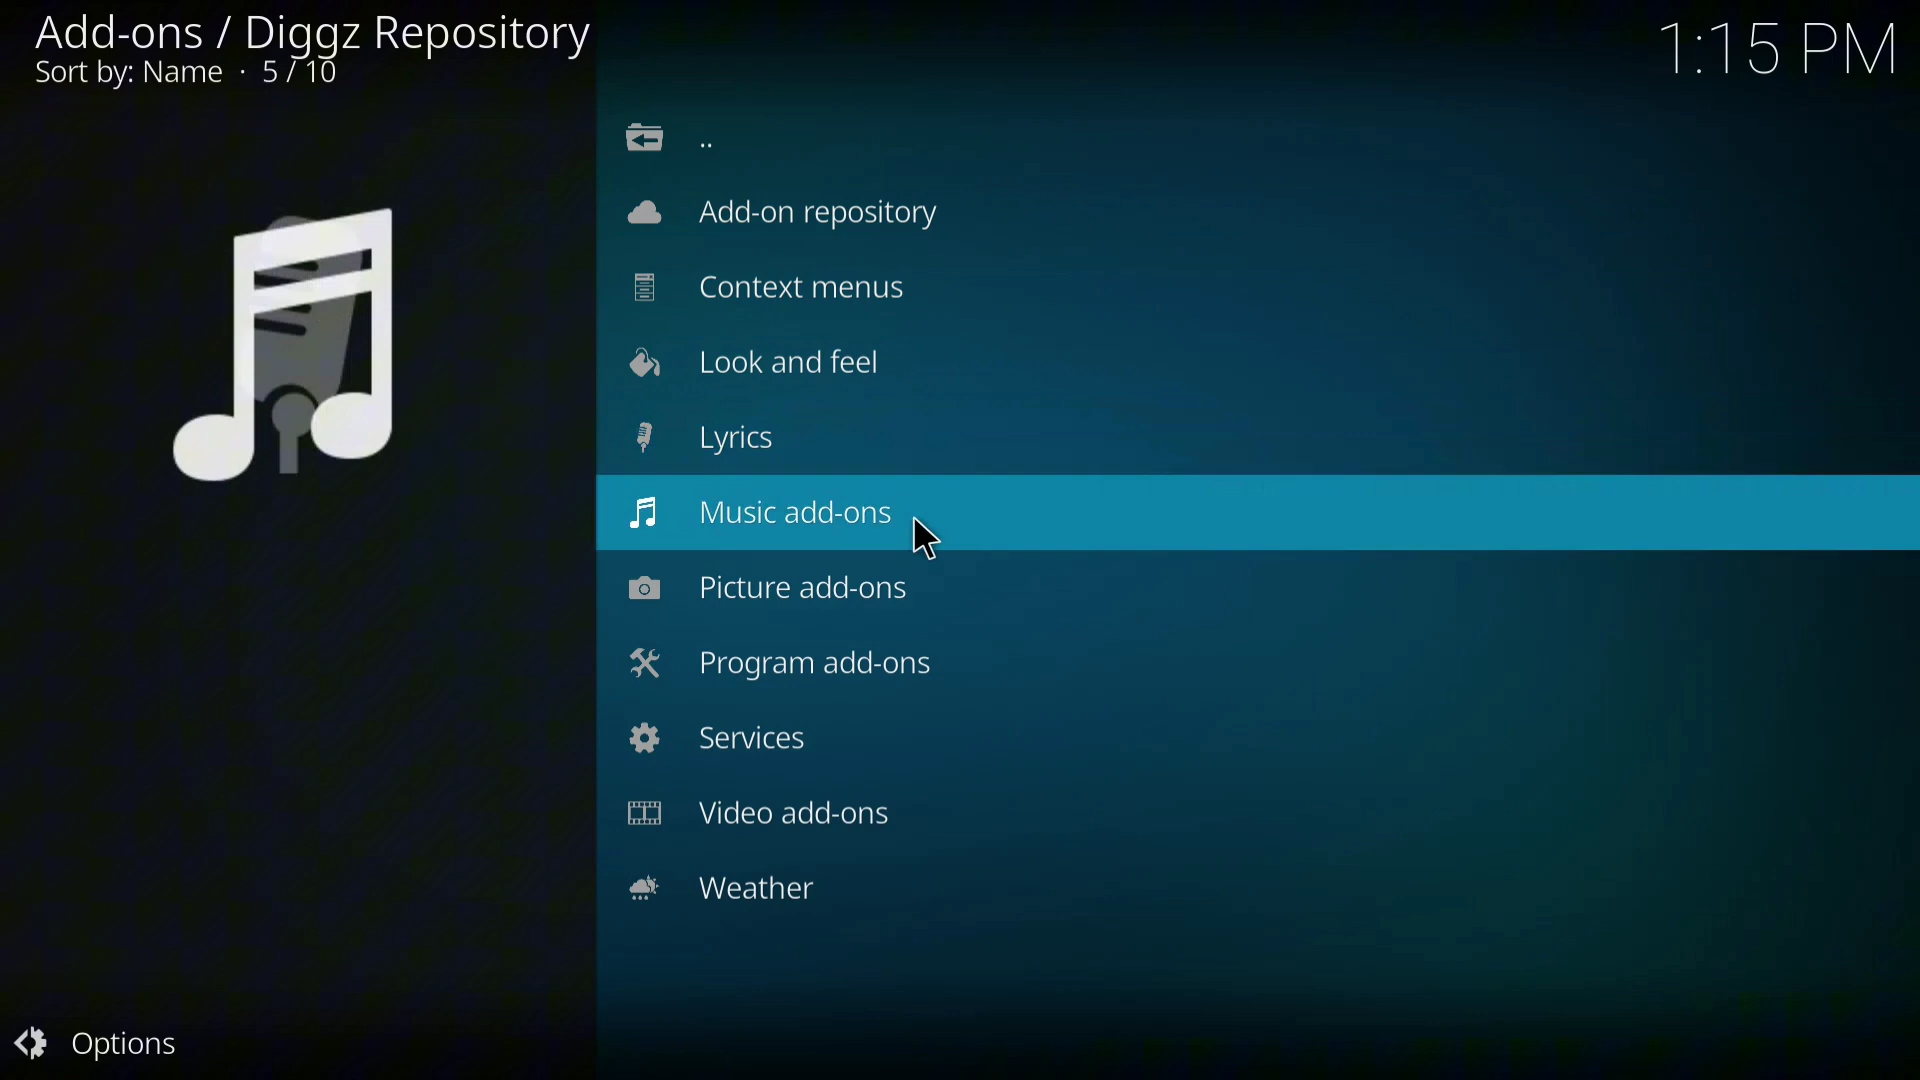 Add-ons / Diggz Repository
Sort by: Name · 5 / 10
1:15 PM
..
Add-on repository
Context menus
Look and feel
Lyrics
Music add-ons
Picture add-ons
Program add-ons
Services
Video add-ons
Weather
Options